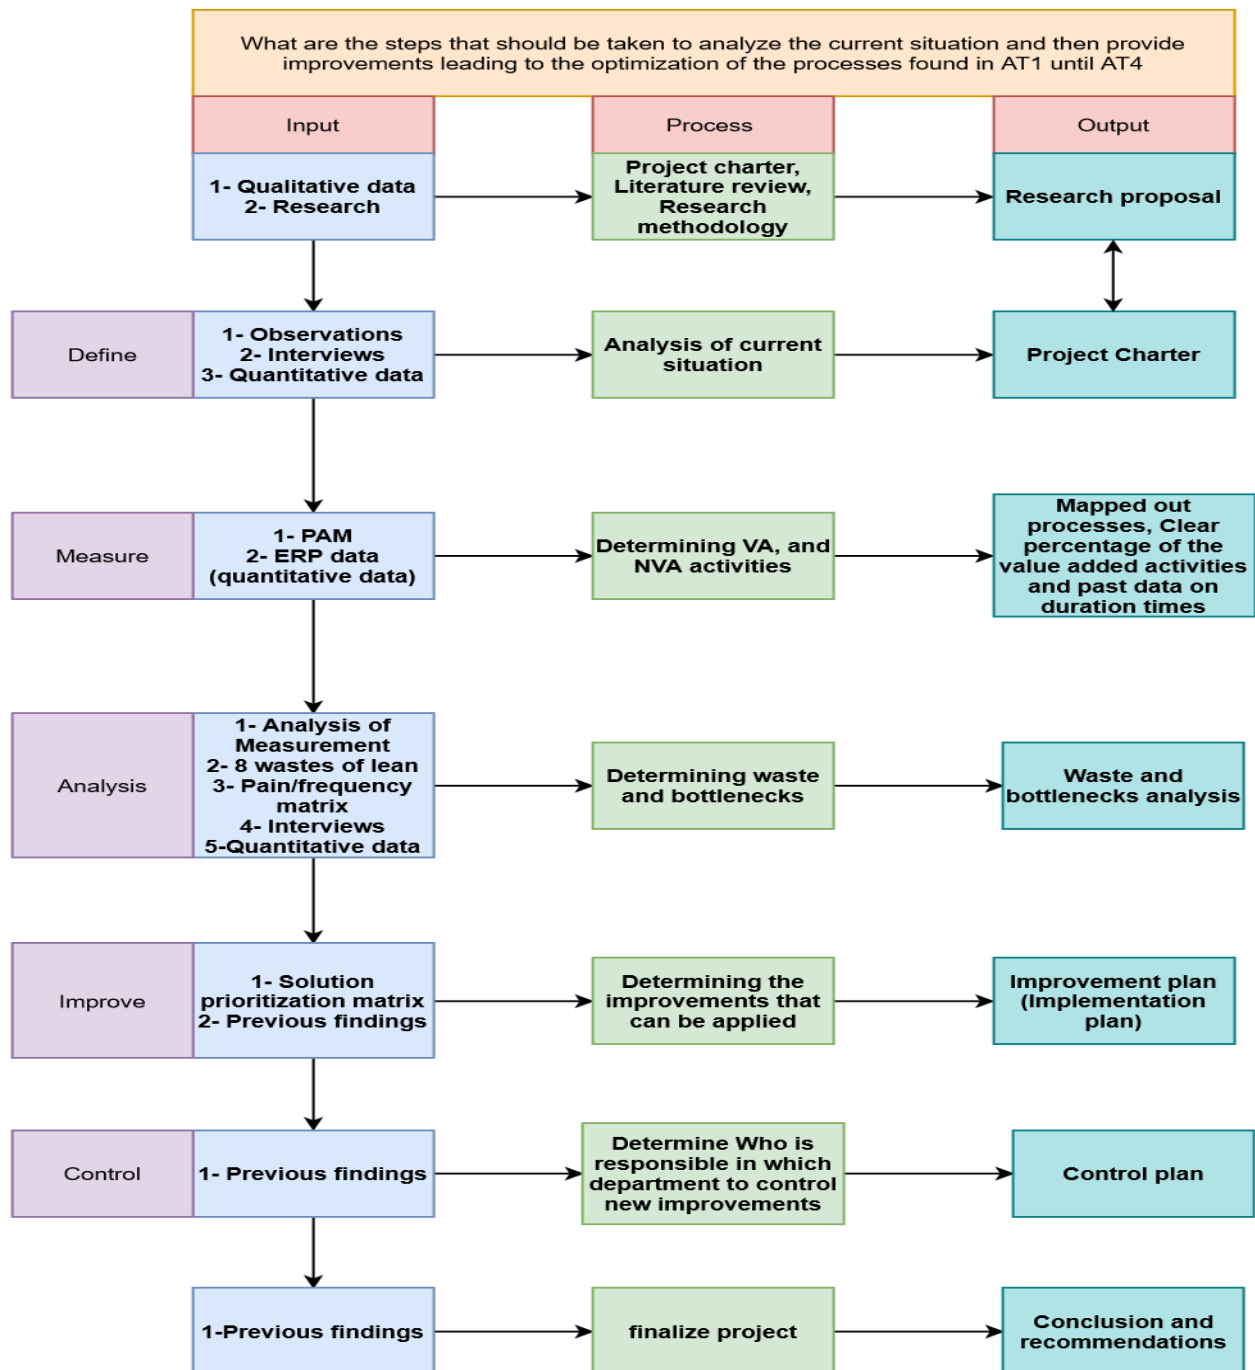 What are the steps that should be taken to analyze the current situation and then provide
improvements leading to the optimization of the processes found in AT1 until AT4
Input
Process
Output
1- Qualitative data
2- Research
Project charter,
Literature review,
Research
methodology
Research proposal
Define
1- Observations
2- Interviews
3- Quantitative data
Analysis of current
situation
Project Charter
Measure
1- PAM
2- ERP data
(quantitative data)
Determining VA, and
NVA activities
Mapped out
processes, Clear
percentage of the
value added activities
and past data on
duration times
Analysis
1- Analysis of
Measurement
2- 8 wastes of lean
3- Pain/frequency
matrix
4- Interviews
5-Quantitative data
Determining waste
and bottlenecks
Waste and
bottlenecks analysis
Improve
1- Solution
prioritization matrix
2- Previous findings
Determining the
improvements that
can be applied
Improvement plan
(Implementation
plan)
Control
1- Previous findings
Determine Who is
responsible in which
department to control
new improvements
Control plan
1-Previous findings
finalize project
Conclusion and
recommendations